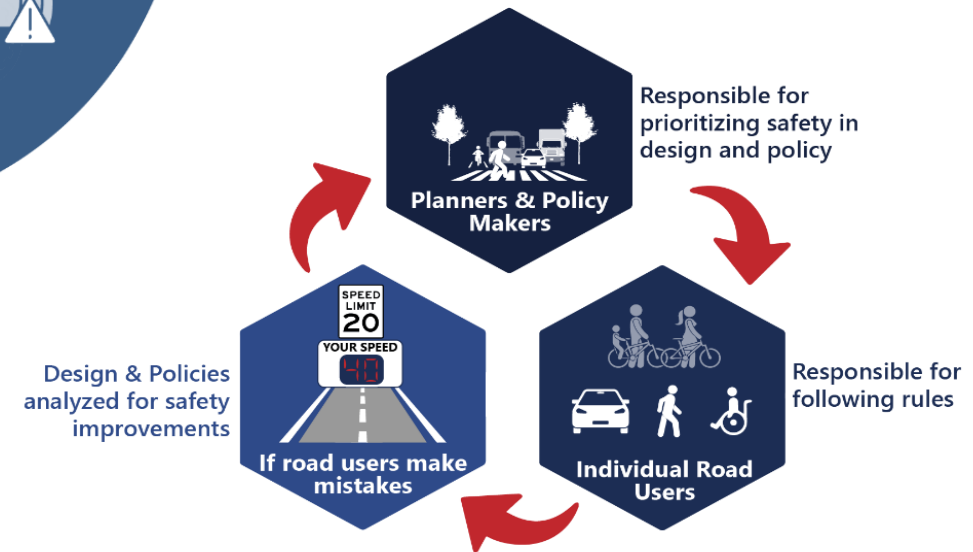 Responsible for
prioritizing safety in
design and policy
Planners & Policy
Makers
SPEED
LIMIT
20
YOUR SPEED
40
Design & Policies
analyzed for safety
improvements
If road users make
mistakes
Responsible for
following rules
Individual Road
Users